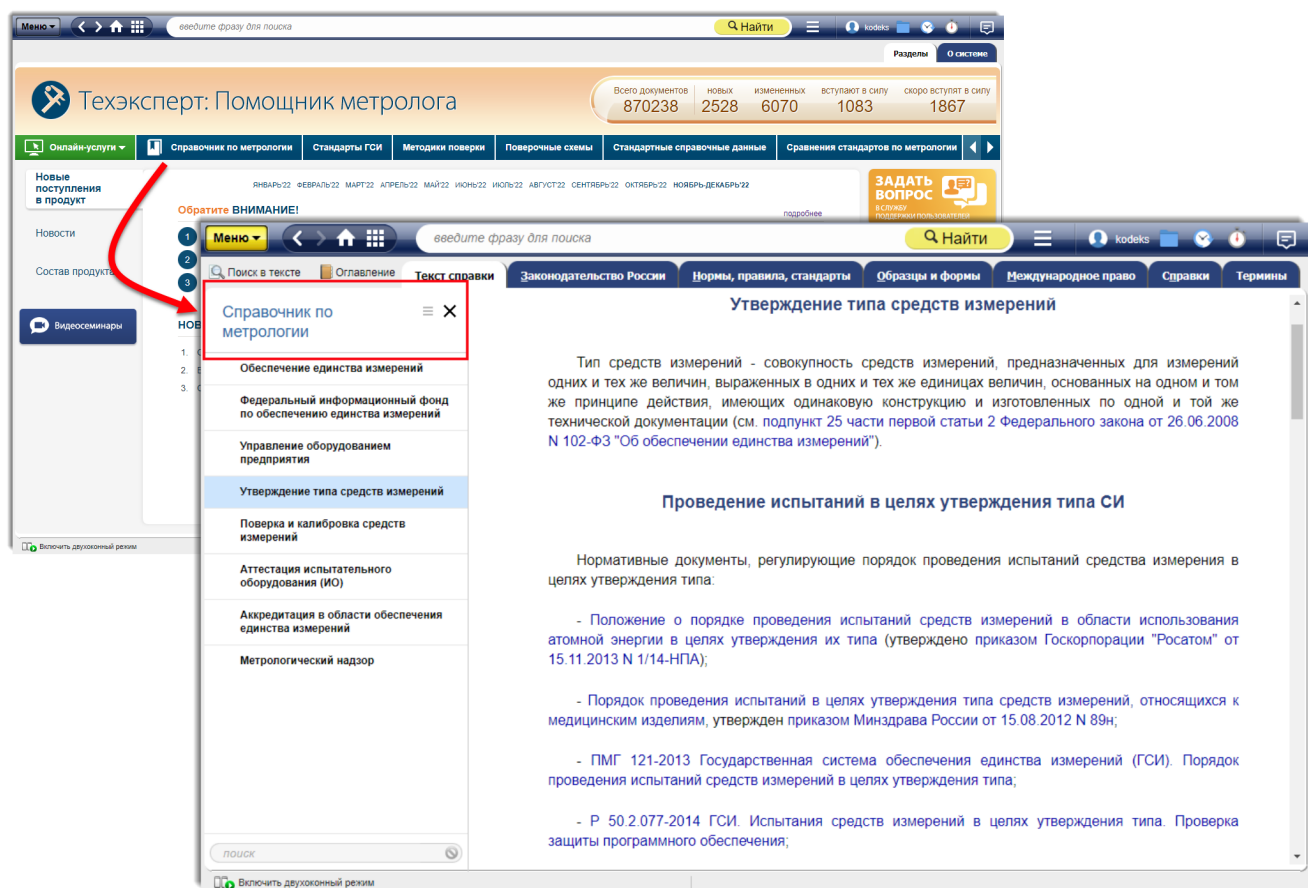 Меню
введите фразу для поиска
Найти
kodeks
Разделы
О системе
Техэксперт: Помощник метролога
Всего документов новых измененных вступают в силу скоро вступят в силу
870238 2528 6070 1083 1867
Онлайн-услуги
Справочник по метрологии
Стандарты ГСИ
Методики поверки
Поверочные схемы
Стандартные справочные данные
Сравнения стандартов по метрологии
Новые
поступления
в продукт
ЯНВАРЬ'22 ФЕВРАЛЬ'22 МАРТ'22 АПРЕЛЬ'22 МАЙ'22 ИЮНЬ'22 ИЮЛЬ'22 АВГУСТ'22 СЕНТЯБРЬ'22 ОКТЯБРЬ'22 НОЯБРЬ-ДЕКАБРЬ'22
Обратите ВНИМАНИЕ!
подробнее
ЗАДАТЬ
ВОПРОС
В СЛУЖБУ
ПОДДЕРЖКИ ПОЛЬЗОВАТЕЛЕЙ
Новости
Состав продукта
Видеосеминары
1
2
3
НОВ
1. С
2.
3. С
Включить двухоконный режим
Меню
введите фразу для поиска
Найти
kodeks
Поиск в тексте
Оглавление
Текст справки
Законодательство России
Нормы, правила, стандарты
Образцы и формы
Международное право
Справки
Термины
Справочник по
метрологии
Обеспечение единства измерений
Федеральный информационный фонд
по обеспечению единства измерений
Управление оборудованием
предприятия
Утверждение типа средств измерений
Поверка и калибровка средств
измерений
Аттестация испытательного
оборудования (ИО)
Аккредитация в области обеспечения
единства измерений
Метрологический надзор
поиск
Утверждение типа средств измерений
Тип средств измерений - совокупность средств измерений, предназначенных для измерений
одних и тех же величин, выраженных в одних и тех же единицах величин, основанных на одном и том
же принципе действия, имеющих одинаковую конструкцию и изготовленных по одной и той же
технической документации (см. подпункт 25 части первой статьи 2 Федерального закона от 26.06.2008
N 102-ФЗ "Об обеспечении единства измерений").
Проведение испытаний в целях утверждения типа СИ
Нормативные документы, регулирующие порядок проведения испытаний средства измерения в
целях утверждения типа:
- Положение о порядке проведения испытаний средств измерений в области использования
атомной энергии в целях утверждения их типа (утверждено приказом Госкорпорации "Росатом" от
15.11.2013 N 1/14-НПА);
- Порядок проведения испытаний в целях утверждения типа средств измерений, относящихся к
медицинским изделиям, утвержден приказом Минздрава России от 15.08.2012 N 89н;
- ПМГ 121-2013 Государственная система обеспечения единства измерений (ГСИ). Порядок
проведения испытаний средств измерений в целях утверждения типа;
- Р 50.2.077-2014 ГСИ. Испытания средств измерений в целях утверждения типа. Проверка
защиты программного обеспечения;
Включить двухоконный режим